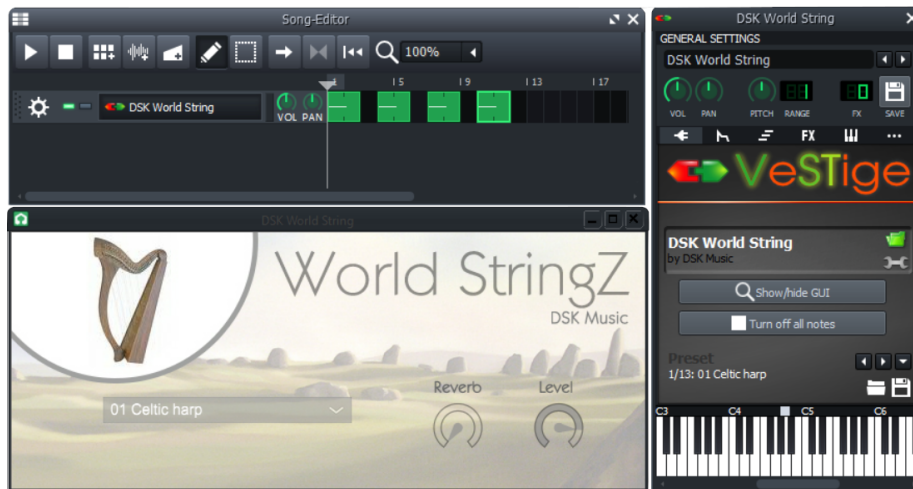 Song-Editor
100%
1 |5 |9 |13 |17
DSK World String
VOL PAN
DSK World String
World StringZ
DSK Music
Reverb Level
01 Celtic harp
DSK World String
GENERAL SETTINGS
DSK World String
1 0
VOL PAN PITCH RANGE FX SAVE
FX
VeSTige
DSK World String
by DSK Music
Show/hide GUI
Turn off all notes
Preset
1/13: 01 Celtic harp
C3 C4 C5 C6